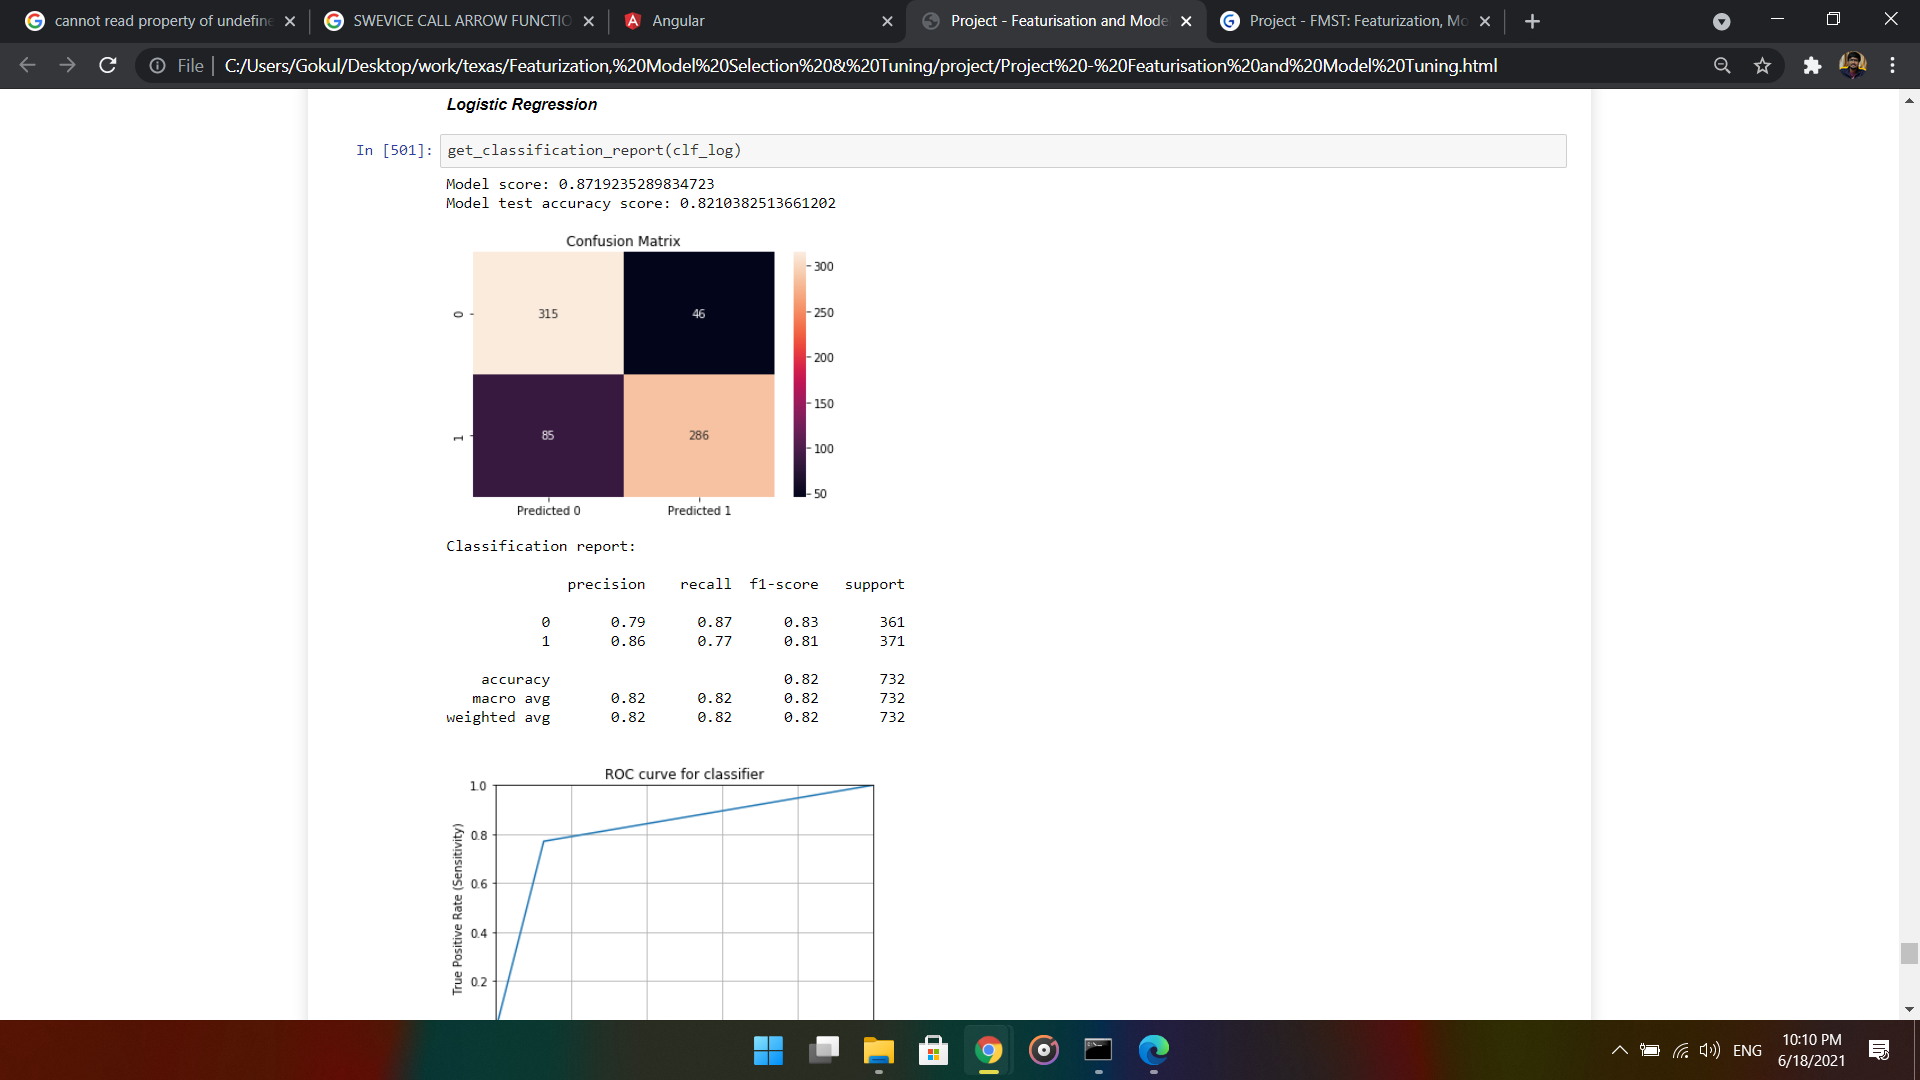 cannot read property of undefine
SWEVICE CALL ARROW FUNCTIO
Angular
Project - Featurisation and Mode
Project - FMST: Featurization, Mo
File
C:/Users/Gokul/Desktop/work/texas/Featurization,%20Model%20Selection%20&%20Tuning/project/Project%20-%20Featurisation%20and%20Model%20Tuning.html
Logistic Regression
In [501]: get_classification_report(clf_log)
Model score: 0.8719235289834723
Model test accuracy score: 0.8210382513661202
Confusion Matrix
0 315 46
1 85 286
Predicted 0 Predicted 1
300
250
200
150
100
50
Classification report:
precision recall f1-score support
0 0.79 0.87 0.83 361
1 0.86 0.77 0.81 371
accuracy 0.82 732
macro avg 0.82 0.82 0.82 732
weighted avg 0.82 0.82 0.82 732
ROC curve for classifier
True Positive Rate (Sensitivity)
1.0
0.8
0.6
0.4
0.2
ENG
10:10 PM
6/18/2021